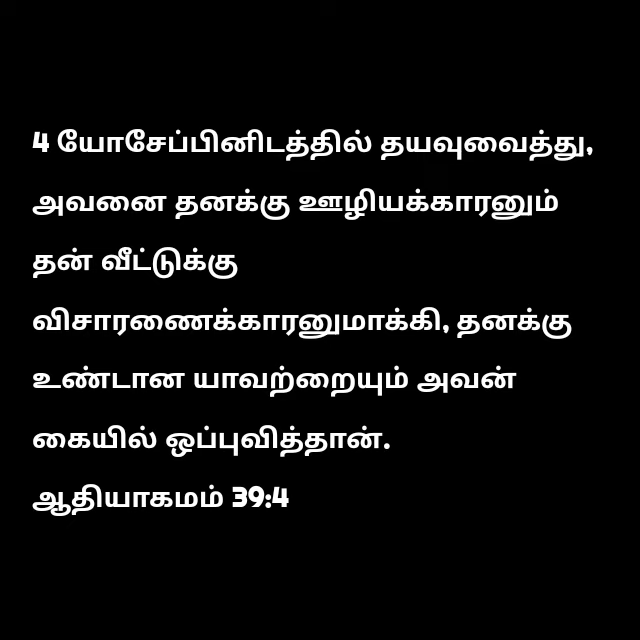 4 யோசேப்பினிடத்தில் தயவுவைத்து,
அவனை தனக்கு ஊழியக்காரனும்
தன் வீட்டுக்கு
விசாரணைக்காரனுமாக்கி, தனக்கு
உண்டான யாவற்றையும் அவன்
கையில் ஒப்புவித்தான்.
ஆதியாகமம் 39:4